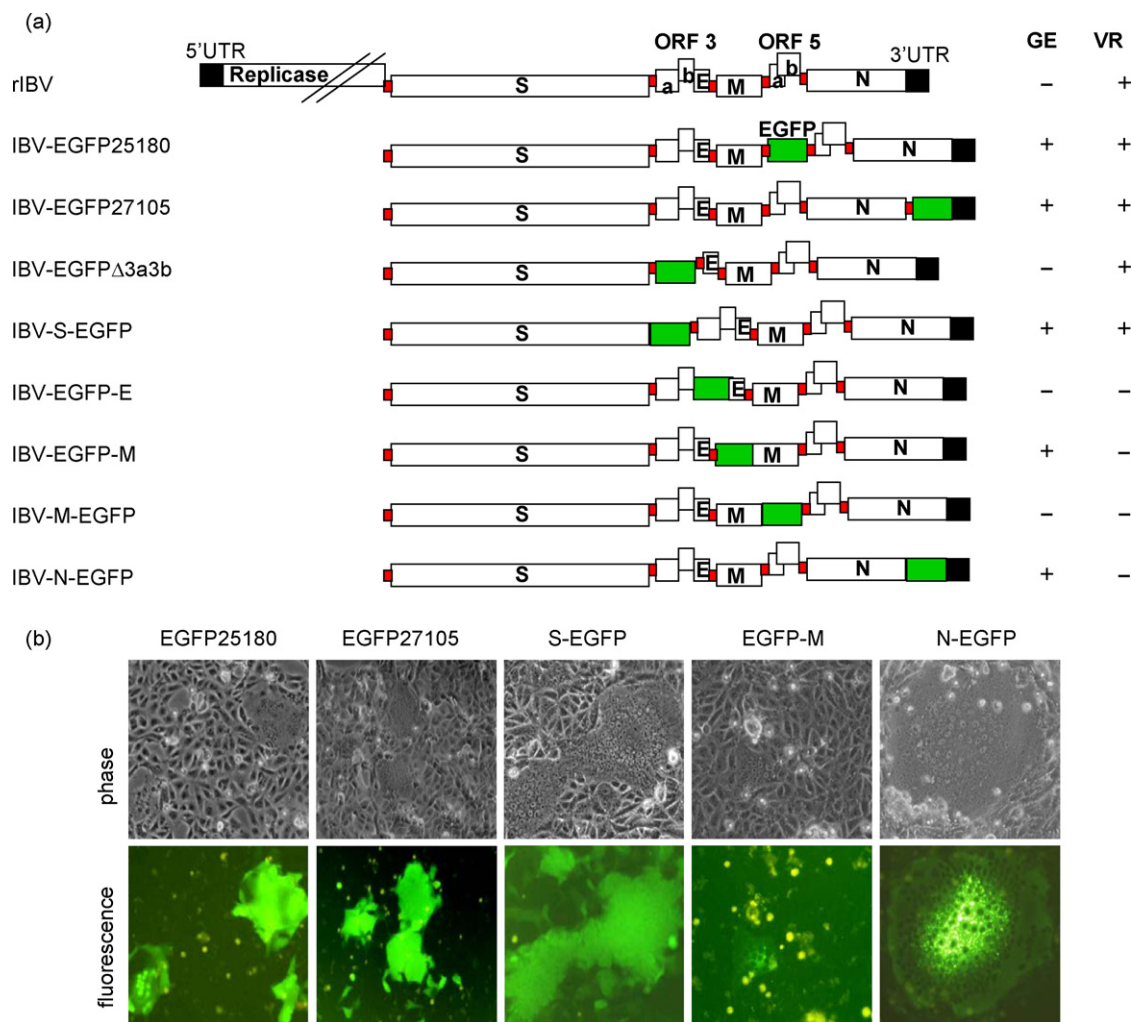 (a)
5'UTR Replicase ORF 3 ORF 5 3'UTR GE VR
rIBV S a b E M a b N – +
IBV-EGFP25180 S E M EGFP N + +
IBV-EGFP27105 S E M N + +
IBV-EGFPΔ3a3b S E M N – +
IBV-S-EGFP S E M N + +
IBV-EGFP-E S E M N – –
IBV-EGFP-M S E M N + –
IBV-M-EGFP S E M N – –
IBV-N-EGFP S E M N + –
(b) EGFP25180 EGFP27105 S-EGFP EGFP-M N-EGFP
phase
fluorescence